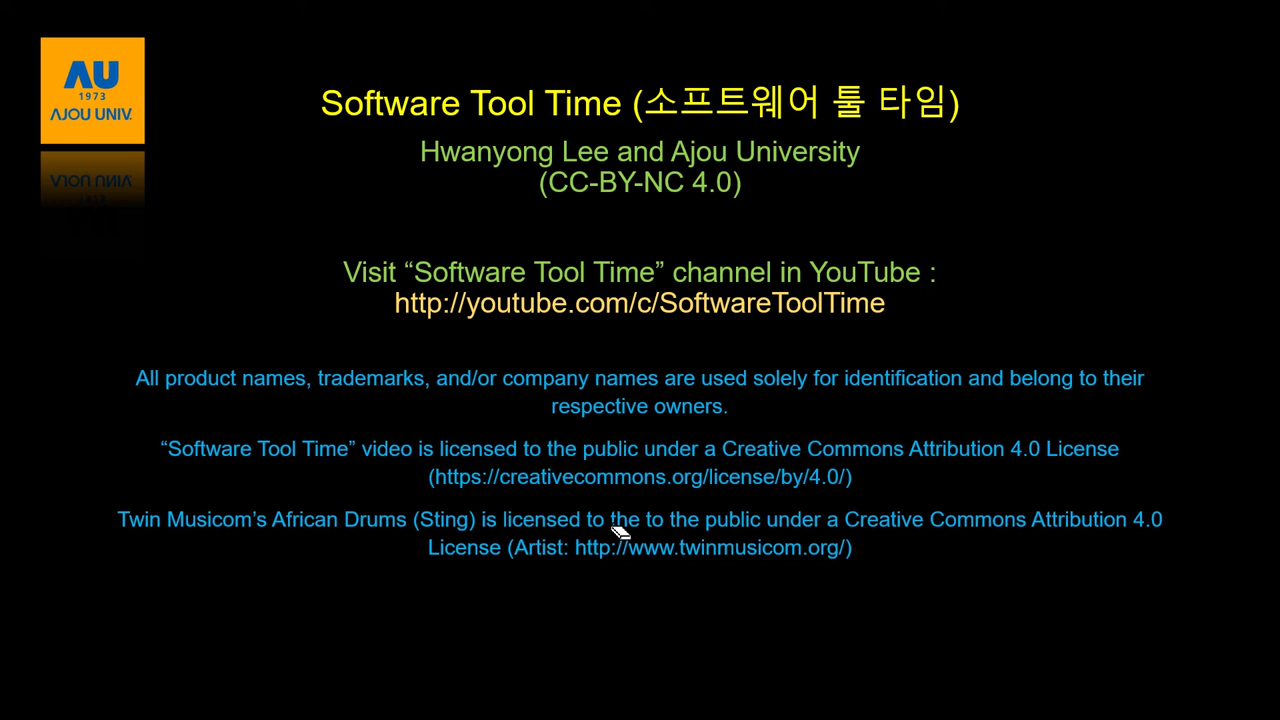 AU
1973
AJOU UNIV.
Software Tool Time (소프트웨어 툴 타임)
Hwanyong Lee and Ajou University
(CC-BY-NC 4.0)
Visit “Software Tool Time” channel in YouTube :
http://youtube.com/c/SoftwareToolTime
All product names, trademarks, and/or company names are used solely for identification and belong to their
respective owners.
“Software Tool Time” video is licensed to the public under a Creative Commons Attribution 4.0 License
(https://creativecommons.org/license/by/4.0/)
Twin Musicom’s African Drums (Sting) is licensed to the to the public under a Creative Commons Attribution 4.0
License (Artist: http://www.twinmusicom.org/)